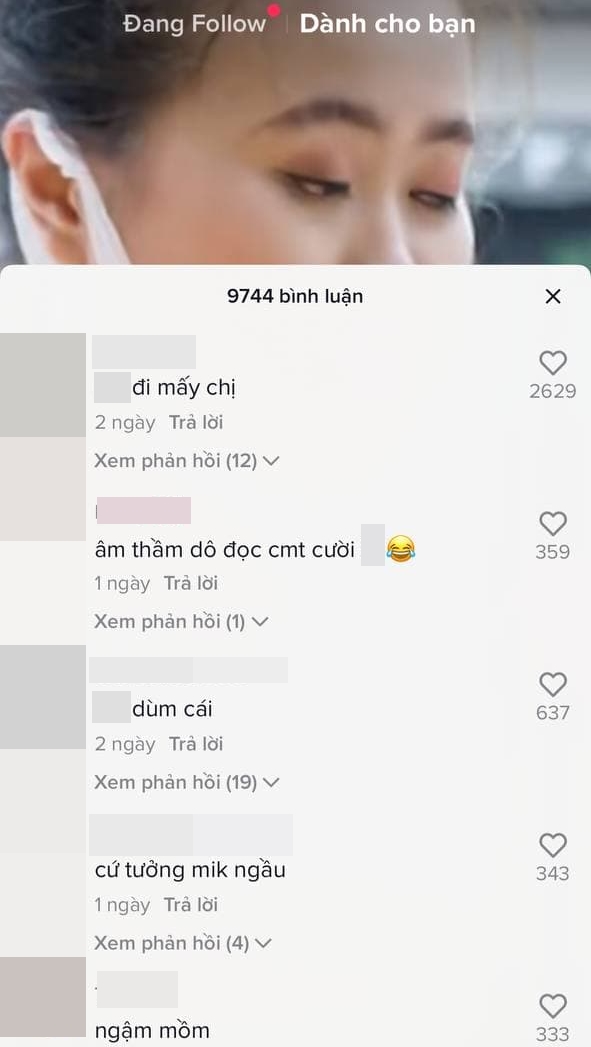 Đang Follow Dành cho bạn
9744 bình luận
đi mấy chị
2629
2 ngày Trả lời
Xem phản hồi (12)
âm thầm dô đọc cmt cười 😂
359
1 ngày Trả lời
Xem phản hồi (1)
dùm cái
637
2 ngày Trả lời
Xem phản hồi (19)
cứ tưởng mik ngầu
343
1 ngày Trả lời
Xem phản hồi (4)
ngậm mồm
333